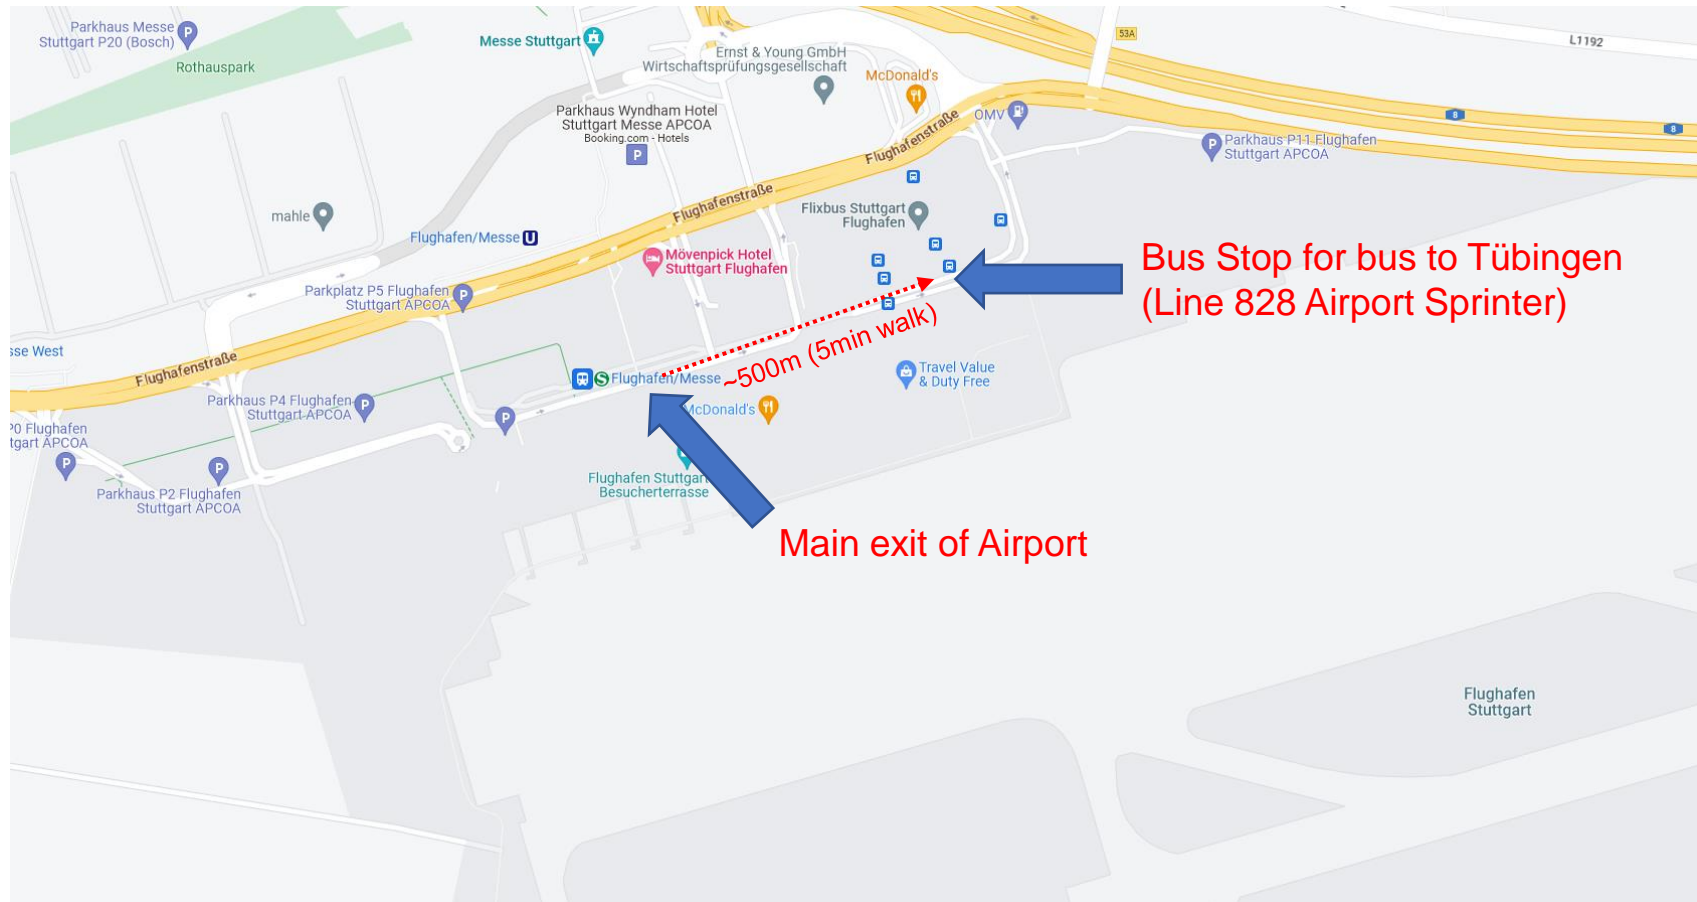 Parkhaus Messe
Stuttgart P20 (Bosch)
Rothauspark
Messe Stuttgart
Ernst & Young GmbH
Wirtschaftsprüfungsgesellschaft
McDonald's
53A
L1192
Parkhaus Wyndham Hotel
Stuttgart Messe APCOA
Booking.com - Hotels
P
OMV
Flughafenstraße
8
8
Parkhaus P11 Flughafen
Stuttgart APCOA
Flughafenstraße
mahle
Flixbus Stuttgart
Flughafen
Flughafen/Messe U
Mövenpick Hotel
Stuttgart Flughafen
Bus Stop for bus to Tübingen
(Line 828 Airport Sprinter)
Parkplatz P5 Flughafen
Stuttgart APCOA
sse West
Flughafenstraße
~500m (5min walk)
S Flughafen/Messe
Travel Value
& Duty Free
Parkhaus P4 Flughafen
Stuttgart APCOA
McDonald's
P0 Flughafen
tgart APCOA
Parkhaus P2 Flughafen
Stuttgart APCOA
Flughafen Stuttgart
Besucherterrasse
Main exit of Airport
Flughafen
Stuttgart